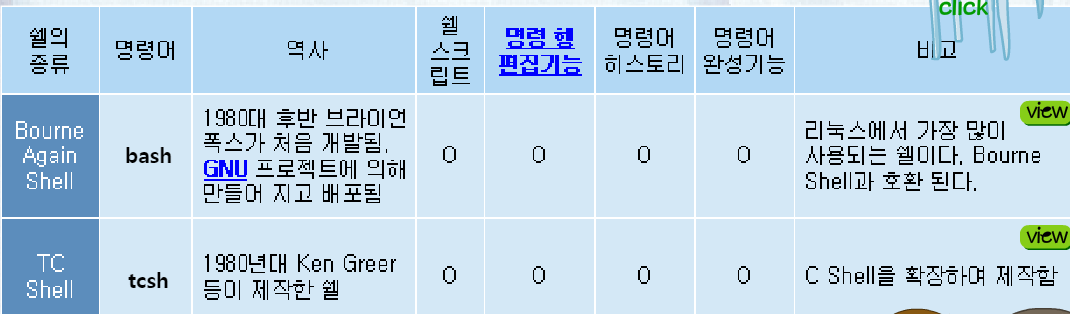 click
쉘의
종류
명령어
역사
쉘
스크
립트
명령 행
편집기능
명령어
히스토리
명령어
완성기능
비고
Bourne
Again
Shell
bash
1980대 후반 브라이언
폭스가 처음 개발됨.
GNU 프로젝트에 의해
만들어 지고 배포됨
O
O
O
O
view
리눅스에서 가장 많이
사용되는 쉘이다. Bourne
Shell과 호환 된다.
TC
Shell
tcsh
1980년대 Ken Greer
등이 제작한 쉘
O
O
O
O
view
C Shell을 확장하여 제작함